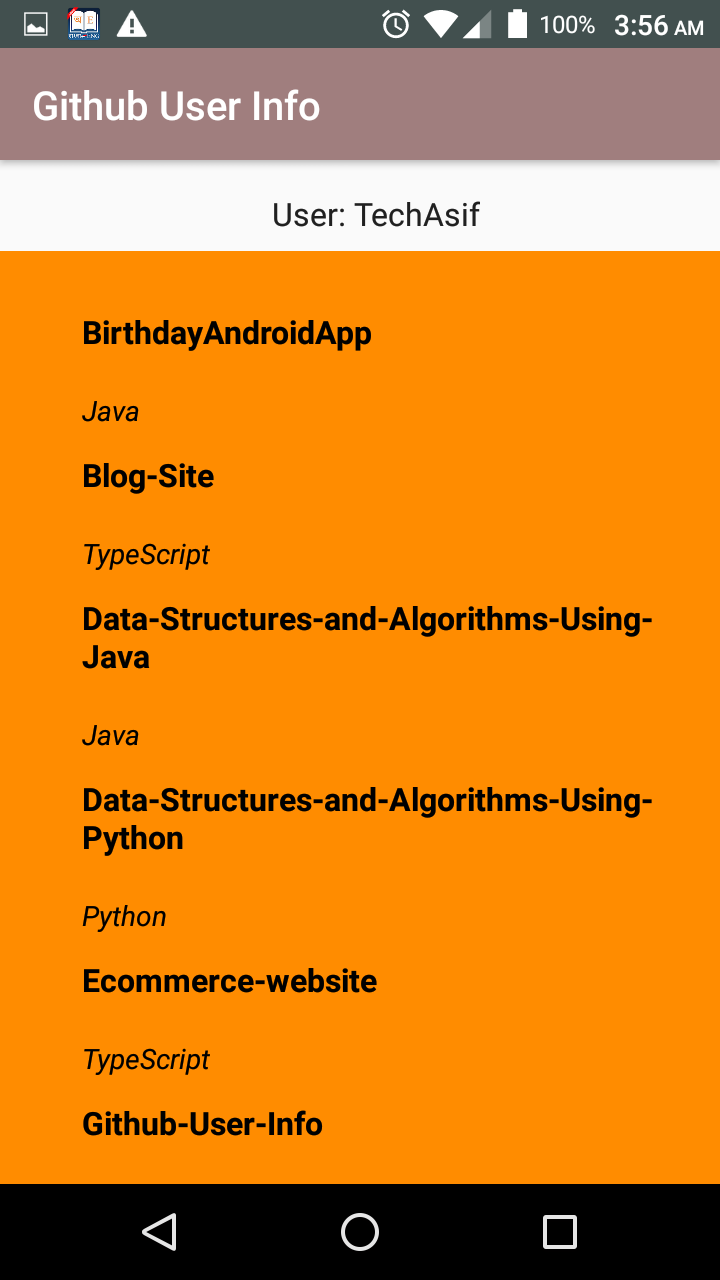 100% 3:56 AM
Github User Info
User: TechAsif
BirthdayAndroidApp
Java
Blog-Site
TypeScript
Data-Structures-and-Algorithms-Using-
Java
Java
Data-Structures-and-Algorithms-Using-
Python
Python
Ecommerce-website
TypeScript
Github-User-Info